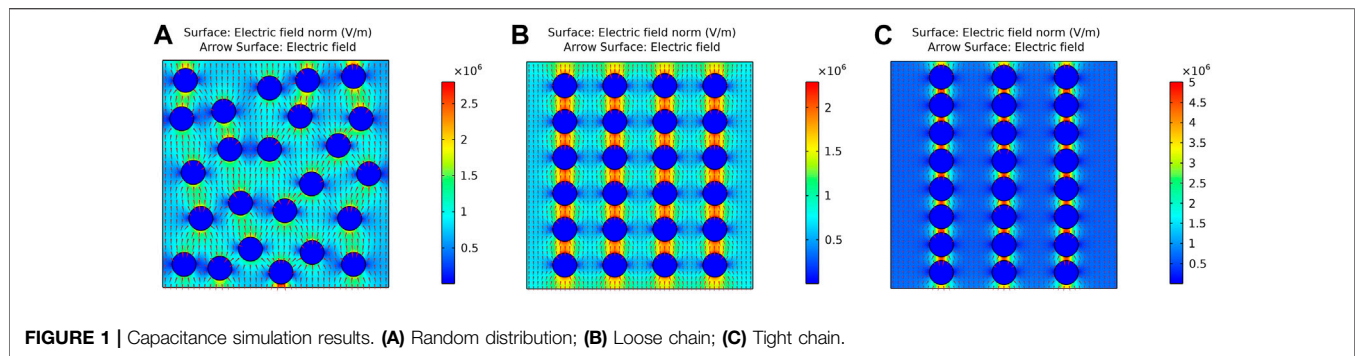 A
Surface: Electric field norm (V/m)
Arrow Surface: Electric field
×10⁶
2.5
2
1.5
1
0.5
B
Surface: Electric field norm (V/m)
Arrow Surface: Electric field
×10⁶
2
1.5
1
0.5
C
Surface: Electric field norm (V/m)
Arrow Surface: Electric field
×10⁶
5
4.5
4
3.5
3
2.5
2
1.5
1
0.5
FIGURE 1 | Capacitance simulation results. (A) Random distribution; (B) Loose chain; (C) Tight chain.